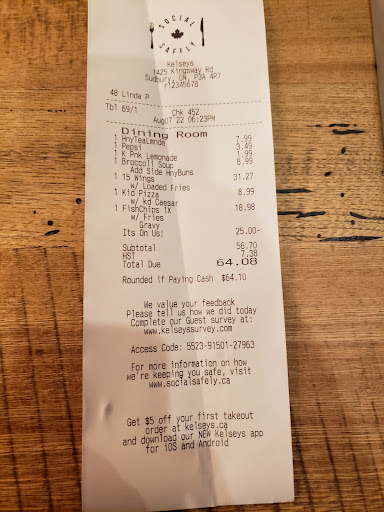 SOCIAL
SAFELY
Kelseys
1425 Kingsway Rd
Sudbury, ON, P3A 4R7
r12345678
48 Linda P
Tbl 69/1 Chk 452
Aug07'22 06:23PM
Dining Room
1 HnyTeaLmnde 7.99
1 Pepsi 3.49
1 K Pnk Lemonade 1.99
1 Broccoli Soup 8.99
Add Side HnyBuns
1 15 Wings 31.27
w/ Loaded Fries
1 Kid Pizza 8.99
w/ kd Caesar
1 FishChips 1X 18.98
w/ Fries
Gravy
Its On Us! 25.00-
Subtotal 56.70
HST 7.38
Total Due 64.08
Rounded if Paying Cash $64.10
We value your feedback
Please tell us how we did today
Complete our Guest survey at:
www.kelseyssurvey.com
Access Code: 5523-91501-27963
For more information on how
we're keeping you safe, visit
www.socialsafely.ca
Get $5 off your first takeout
order at kelseys.ca
and download our NEW Kelseys app
for iOS and Android